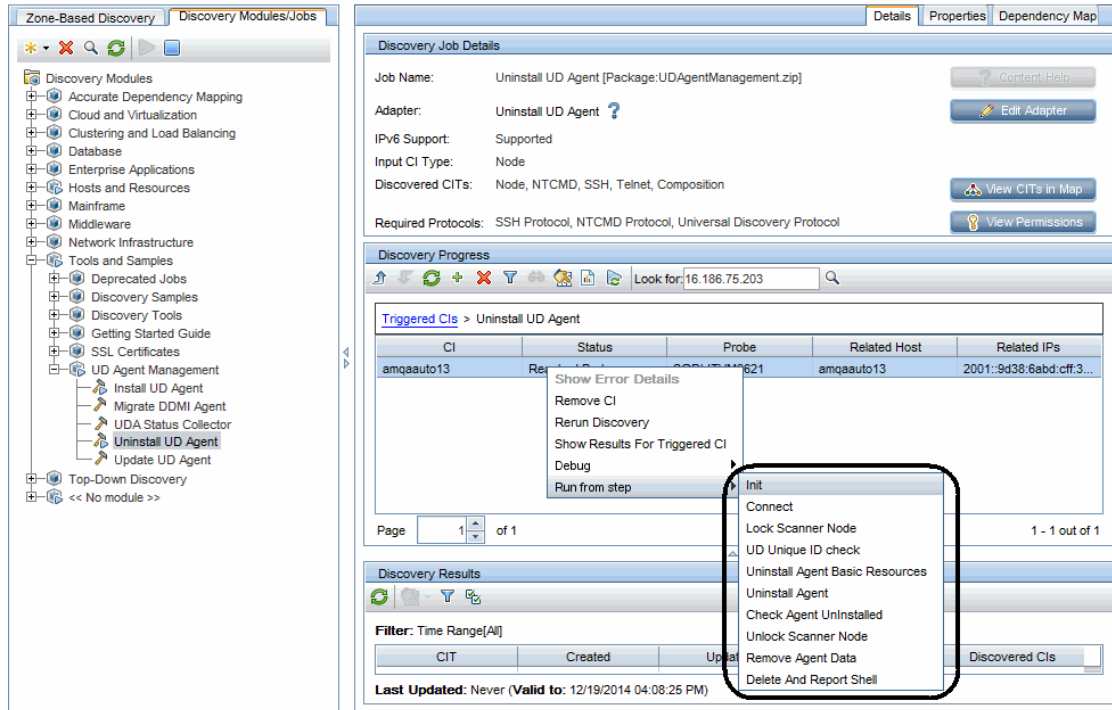 Zone-Based Discovery
Discovery Modules/Jobs
Discovery Modules
Accurate Dependency Mapping
Cloud and Virtualization
Clustering and Load Balancing
Database
Enterprise Applications
Hosts and Resources
Mainframe
Middleware
Network Infrastructure
Tools and Samples
Deprecated Jobs
Discovery Samples
Discovery Tools
Getting Started Guide
SSL Certificates
UD Agent Management
Install UD Agent
Migrate DDMI Agent
UDA Status Collector
Uninstall UD Agent
Update UD Agent
Top-Down Discovery
<< No module >>
Details
Properties
Dependency Map
Discovery Job Details
Job Name: Uninstall UD Agent [Package:UDAgentManagement.zip]
? Content Help
Adapter: Uninstall UD Agent ?
Edit Adapter
IPv6 Support: Supported
Input CI Type: Node
Discovered CITs: Node, NTCMD, SSH, Telnet, Composition
View CITs in Map
Required Protocols: SSH Protocol, NTCMD Protocol, Universal Discovery Protocol
View Permissions
Discovery Progress
Look for: 16.186.75.203
Triggered CIs > Uninstall UD Agent
CI Status Probe Related Host Related IPs
amqaauto13 amqaauto13 2001::9d38:6abd:cff:3...
Show Error Details
Remove CI
Rerun Discovery
Show Results For Triggered CI
Debug
Run from step
Init
Connect
Lock Scanner Node
UD Unique ID check
Uninstall Agent Basic Resources
Uninstall Agent
Check Agent UnInstalled
Unlock Scanner Node
Remove Agent Data
Delete And Report Shell
Page 1 of 1
1 - 1 out of 1
Discovery Results
Filter: Time Range[All]
CIT Created Updat Discovered CIs
Last Updated: Never (Valid to: 12/19/2014 04:08:25 PM)